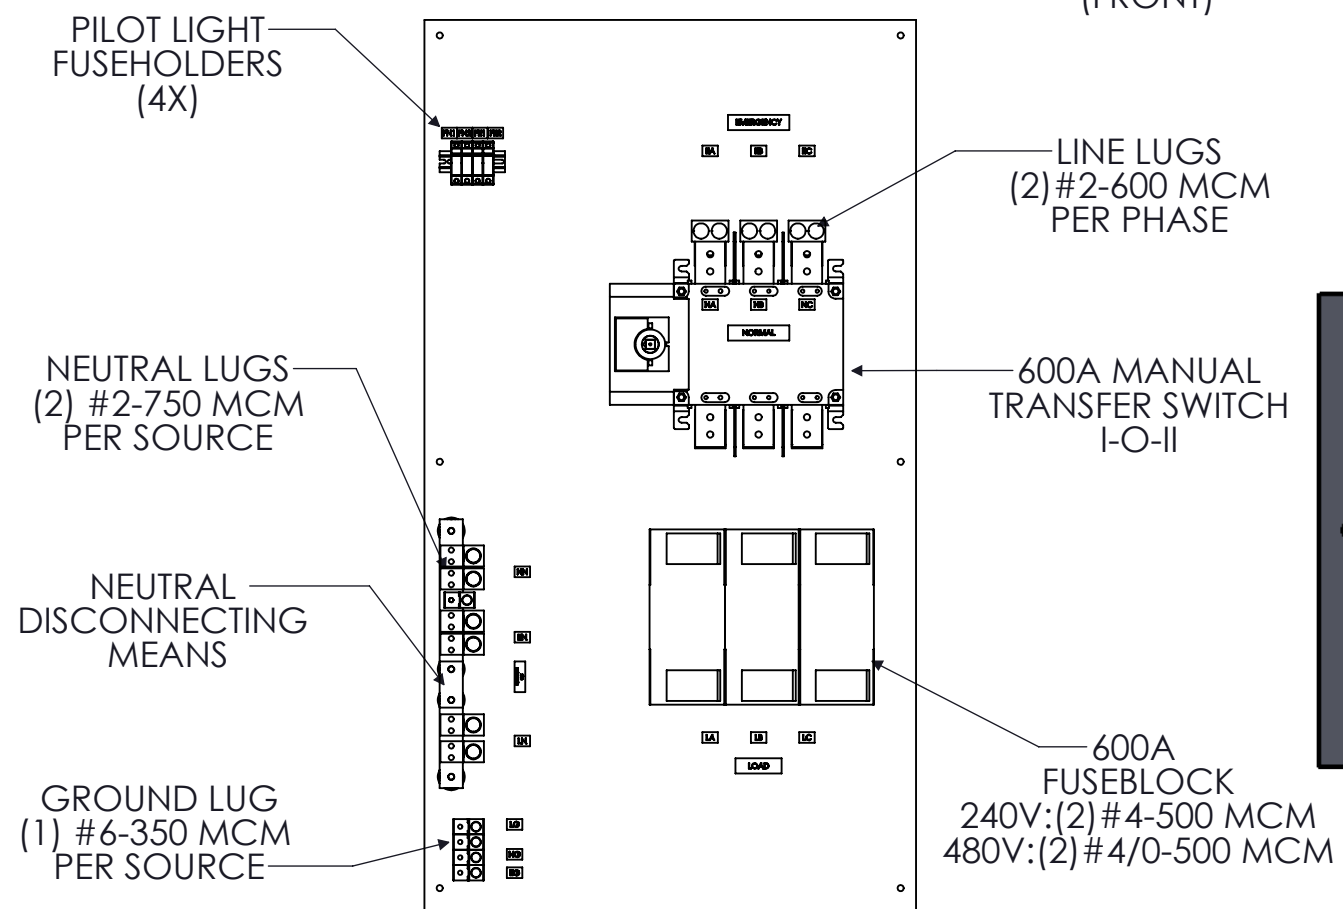 (FRONT)
PILOT LIGHT
FUSEHOLDERS
(4X)
EMERGENCY
EA EB EC
LINE LUGS
(2)#2-600 MCM
PER PHASE
NA NB NC
NORMAL
NEUTRAL LUGS
(2) #2-750 MCM
PER SOURCE
600A MANUAL
TRANSFER SWITCH
I-O-II
NN
NEUTRAL
DISCONNECTING
MEANS
EN
LN
LA LB LC
LOAD
600A
FUSEBLOCK
240V:(2)#4-500 MCM
480V:(2)#4/0-500 MCM
GROUND LUG
(1) #6-350 MCM
PER SOURCE
LG
NG
EG